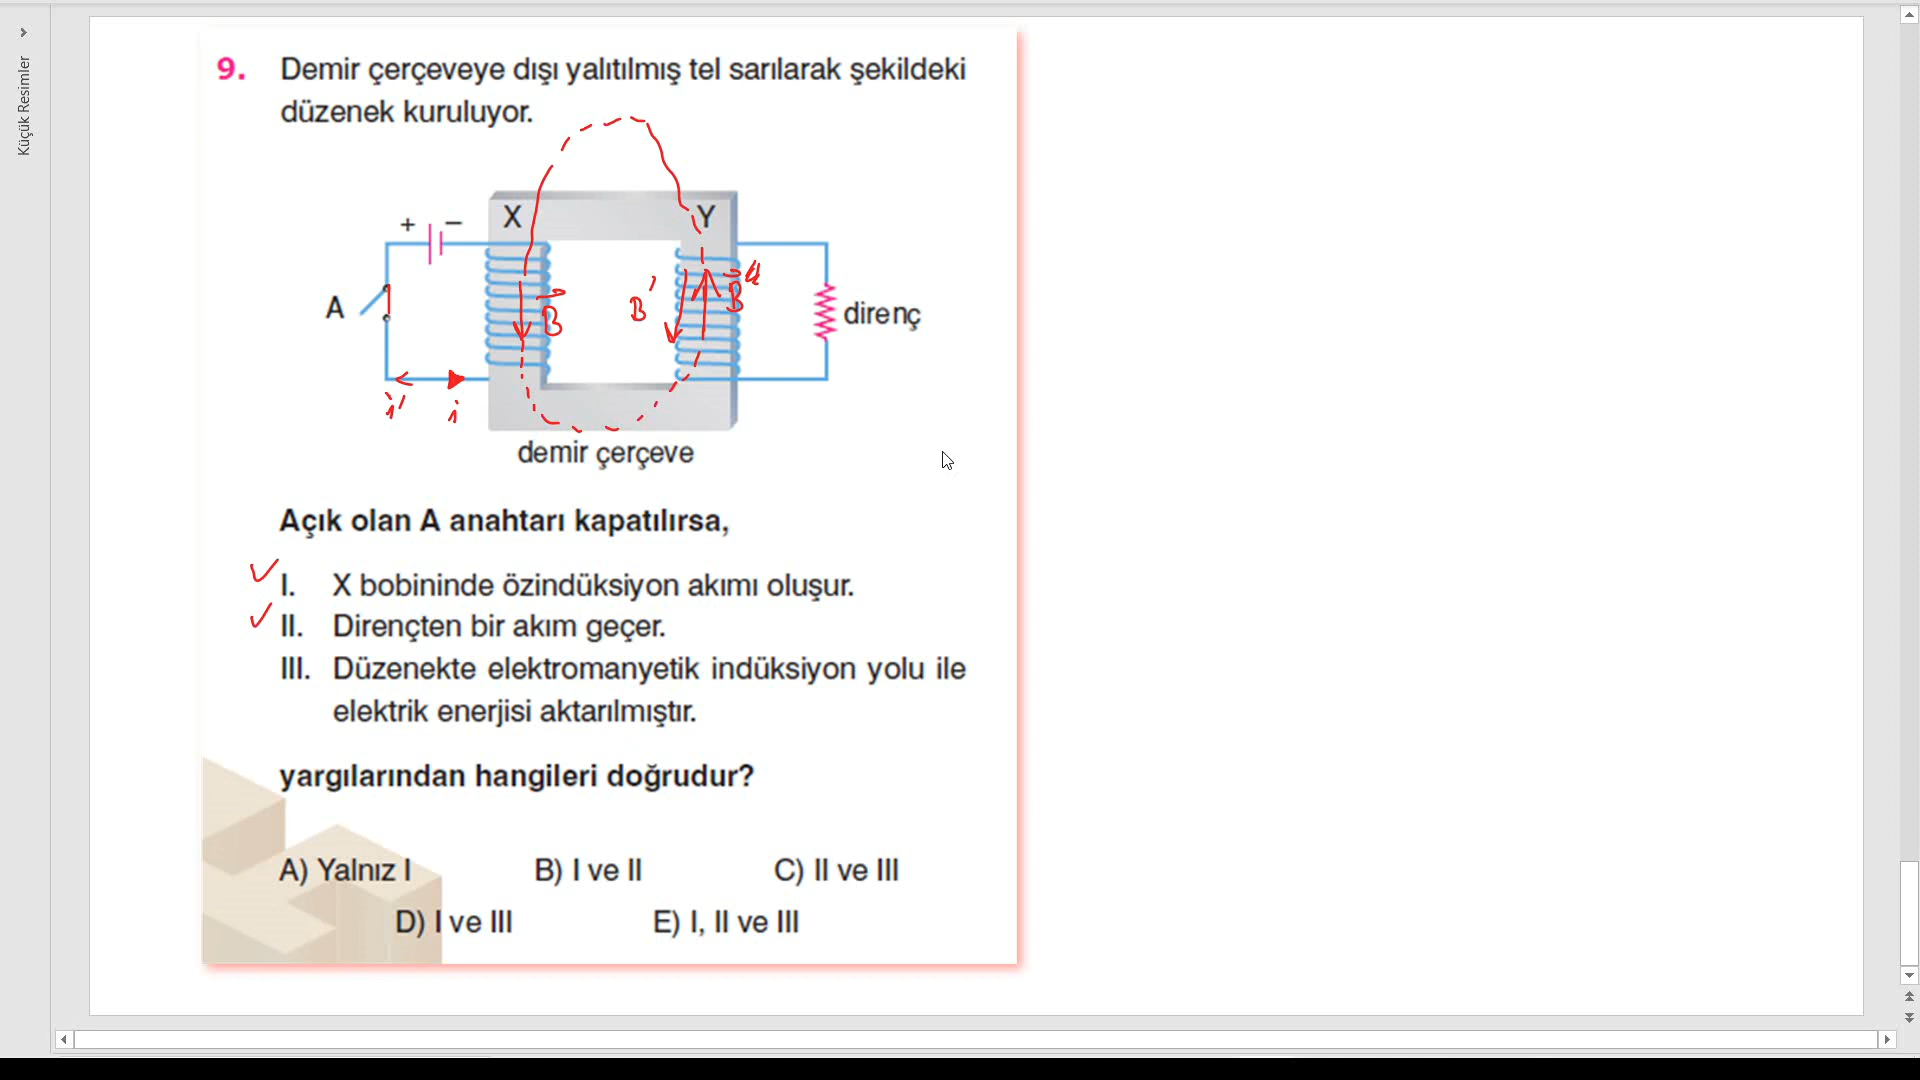 Küçük Resimler
9. Demir çerçeveye dışı yalıtılmış tel sarılarak şekildeki
düzenek kuruluyor.
X
Y
+ −
A
B
B'
B"
direnç
i' i
demir çerçeve
Açık olan A anahtarı kapatılırsa,
I. X bobininde özindüksiyon akımı oluşur.
II. Dirençten bir akım geçer.
III. Düzenekte elektromanyetik indüksiyon yolu ile
elektrik enerjisi aktarılmıştır.
yargılarından hangileri doğrudur?
A) Yalnız I B) I ve II C) II ve III
D) I ve III E) I, II ve III